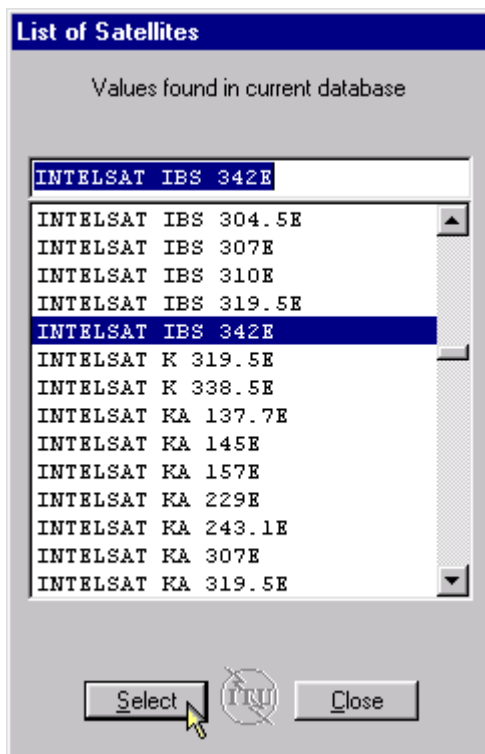 List of Satellites
Values found in current database
INTELSAT IBS 342E
INTELSAT IBS 304.5E
INTELSAT IBS 307E
INTELSAT IBS 310E
INTELSAT IBS 319.5E
INTELSAT IBS 342E
INTELSAT K 319.5E
INTELSAT K 338.5E
INTELSAT KA 137.7E
INTELSAT KA 145E
INTELSAT KA 157E
INTELSAT KA 229E
INTELSAT KA 243.1E
INTELSAT KA 307E
INTELSAT KA 319.5E
Select ITU Close